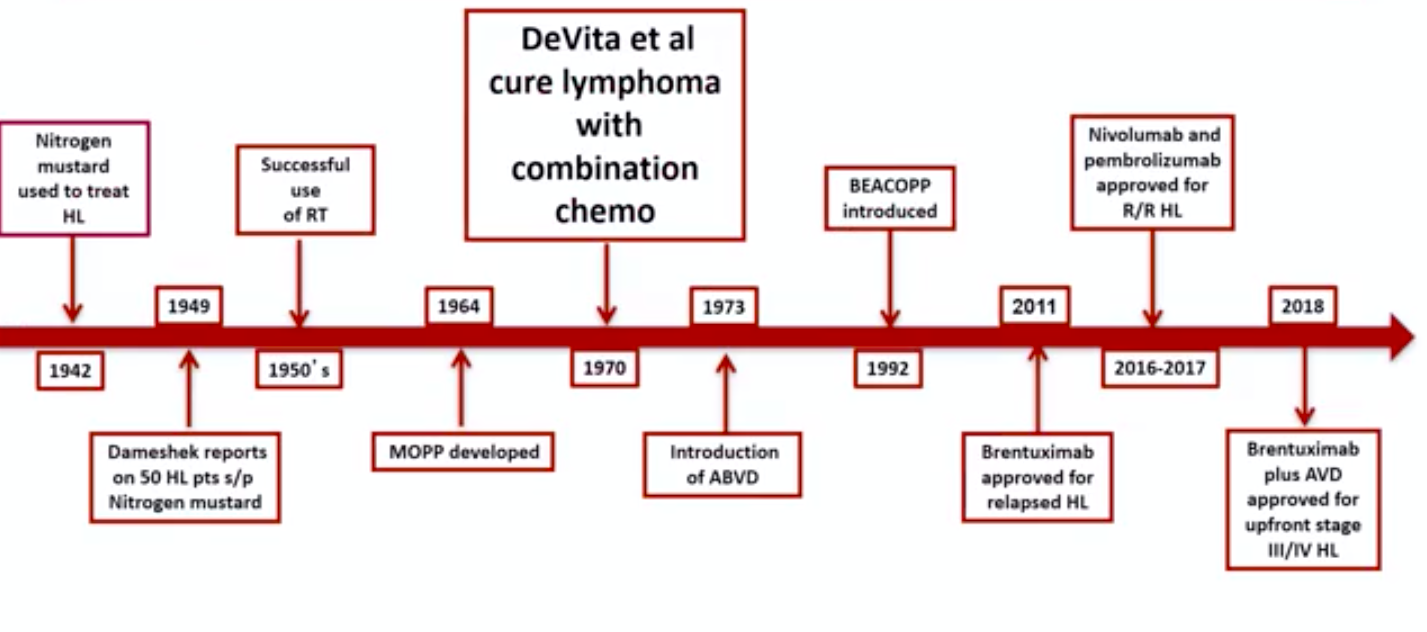 DeVita et al
cure lymphoma
with
combination
chemo
Nitrogen
mustard
used to treat
HL
Successful
use
of RT
BEACOPP
introduced
Nivolumab and
pembrolizumab
approved for
R/R HL
1949
1964
1973
2011
2018
1942
1950's
1970
1992
2016-2017
Dameshek reports
on 50 HL pts s/p
Nitrogen mustard
MOPP developed
Introduction
of ABVD
Brentuximab
approved for
relapsed HL
Brentuximab
plus AVD
approved for
upfront stage
III/IV HL